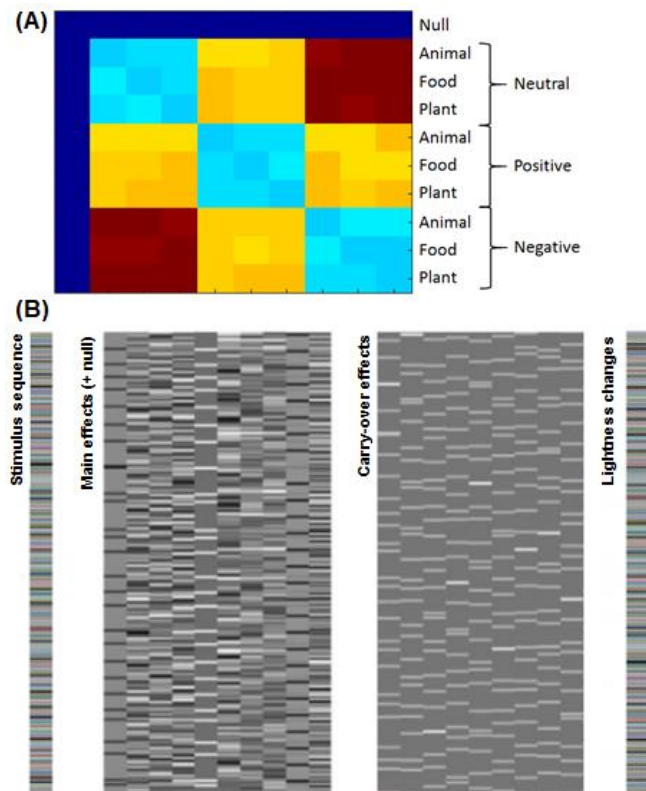 (A)
Null
Animal
Food
Plant
Neutral
Animal
Food
Plant
Positive
Animal
Food
Plant
Negative
(B)
Stimulus sequence
Main effects (+ null)
Carry-over effects
Lightness changes